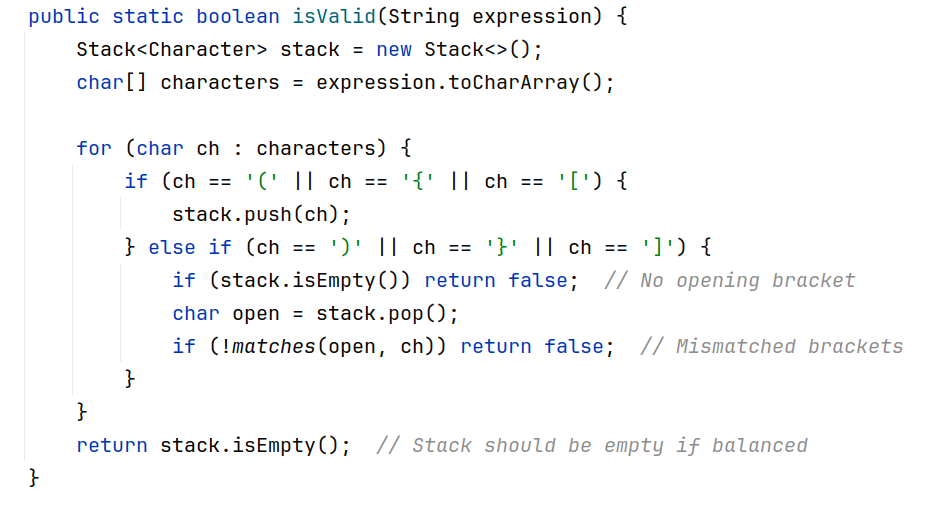 public static boolean isValid(String expression) {
    Stack<Character> stack = new Stack<>();
    char[] characters = expression.toCharArray();

    for (char ch : characters) {
        if (ch == '(' || ch == '{' || ch == '[') {
            stack.push(ch);
        } else if (ch == ')' || ch == '}' || ch == ']') {
            if (stack.isEmpty()) return false;  // No opening bracket
            char open = stack.pop();
            if (!matches(open, ch)) return false;  // Mismatched brackets
        }
    }
    return stack.isEmpty();  // Stack should be empty if balanced
}